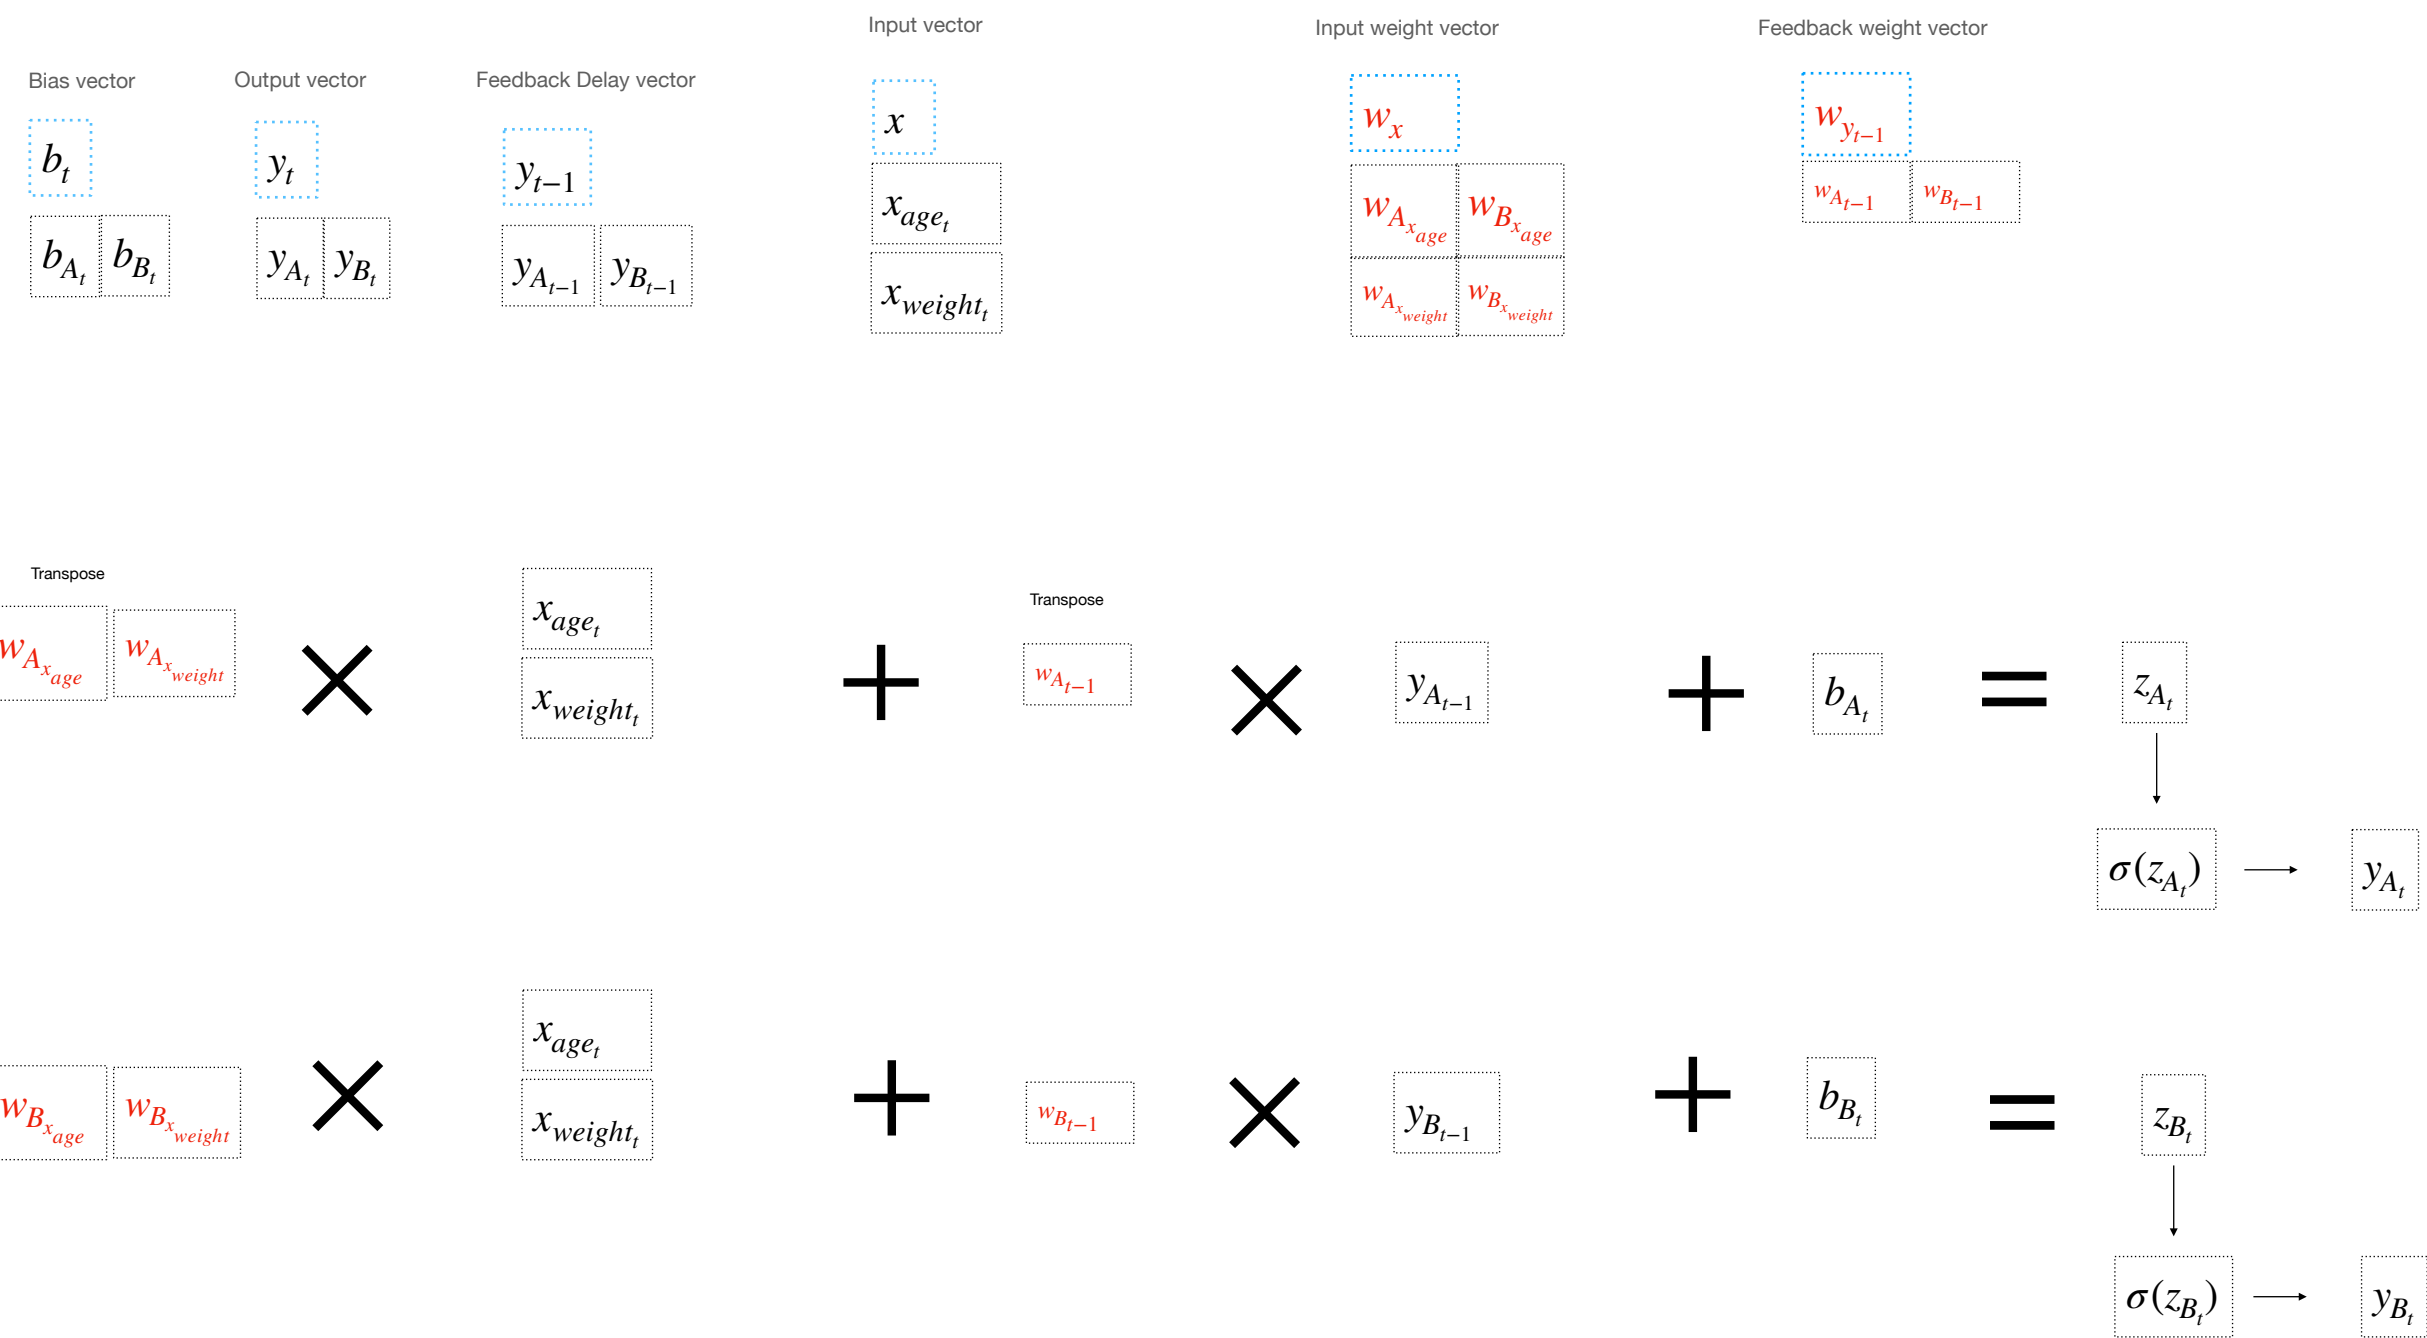 Input vector
Input weight vector
Feedback weight vector
Bias vector
Output vector
Feedback Delay vector
b_t
y_t
y_{t−1}
x
w_x
w_{y_{t−1}}
b_{A_t} b_{B_t}
y_{A_t} y_{B_t}
y_{A_{t−1}} y_{B_{t−1}}
x_{age_t}
x_{weight_t}
w_{A_{x_{age}}} w_{B_{x_{age}}}
w_{A_{x_{weight}}} w_{B_{x_{weight}}}
w_{A_{t−1}} w_{B_{t−1}}
Transpose
w_{A_{x_{age}}} w_{A_{x_{weight}}}
×
x_{age_t}
x_{weight_t}
+
Transpose
w_{A_{t−1}}
×
y_{A_{t−1}}
+
b_{A_t}
=
z_{A_t}
σ(z_{A_t})
y_{A_t}
w_{B_{x_{age}}} w_{B_{x_{weight}}}
×
x_{age_t}
x_{weight_t}
+
w_{B_{t−1}}
×
y_{B_{t−1}}
+
b_{B_t}
=
z_{B_t}
σ(z_{B_t})
y_{B_t}